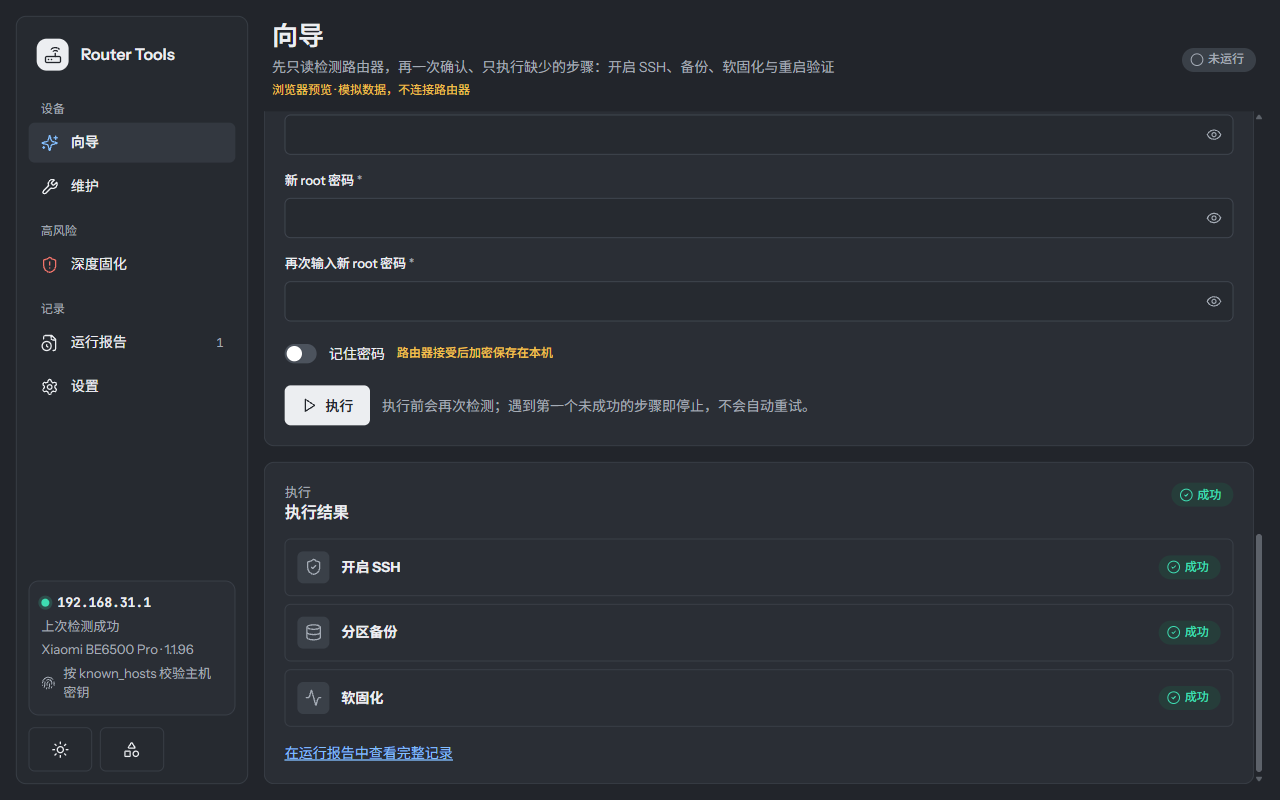 Router Tools
设备
向导
维护
高风险
深度固化
记录
运行报告 1
设置
192.168.31.1
上次检测成功
Xiaomi BE6500 Pro · 1.1.96
按 known_hosts 校验主机
密钥
向导
先只读检测路由器，再一次确认、只执行缺少的步骤：开启 SSH、备份、软固化与重启验证
浏览器预览 · 模拟数据，不连接路由器
未运行
新 root 密码 *
再次输入新 root 密码 *
记住密码 路由器接受后加密保存在本机
执行 执行前会再次检测；遇到第一个未成功的步骤即停止，不会自动重试。
执行
执行结果
成功
开启 SSH 成功
分区备份 成功
软固化 成功
在运行报告中查看完整记录